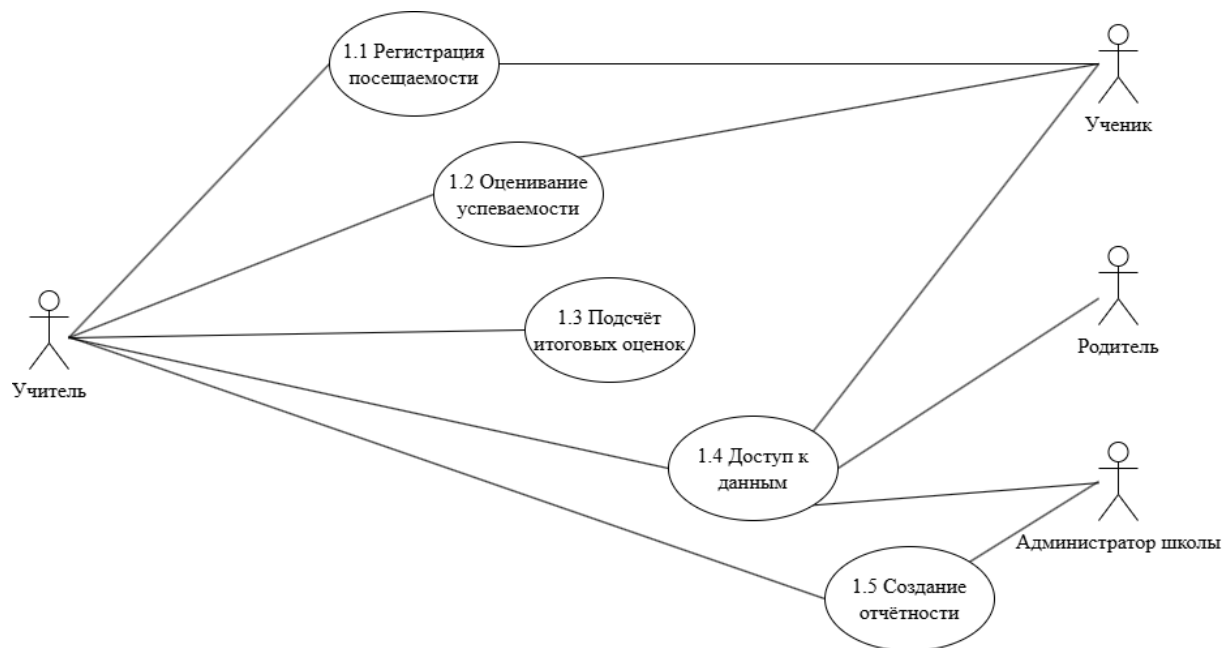 1.1 Регистрация
посещаемости
Ученик
1.2 Оценивание
успеваемости
1.3 Подсчёт
итоговых оценок
Родитель
Учитель
1.4 Доступ к
данным
Администратор школы
1.5 Создание
отчётности